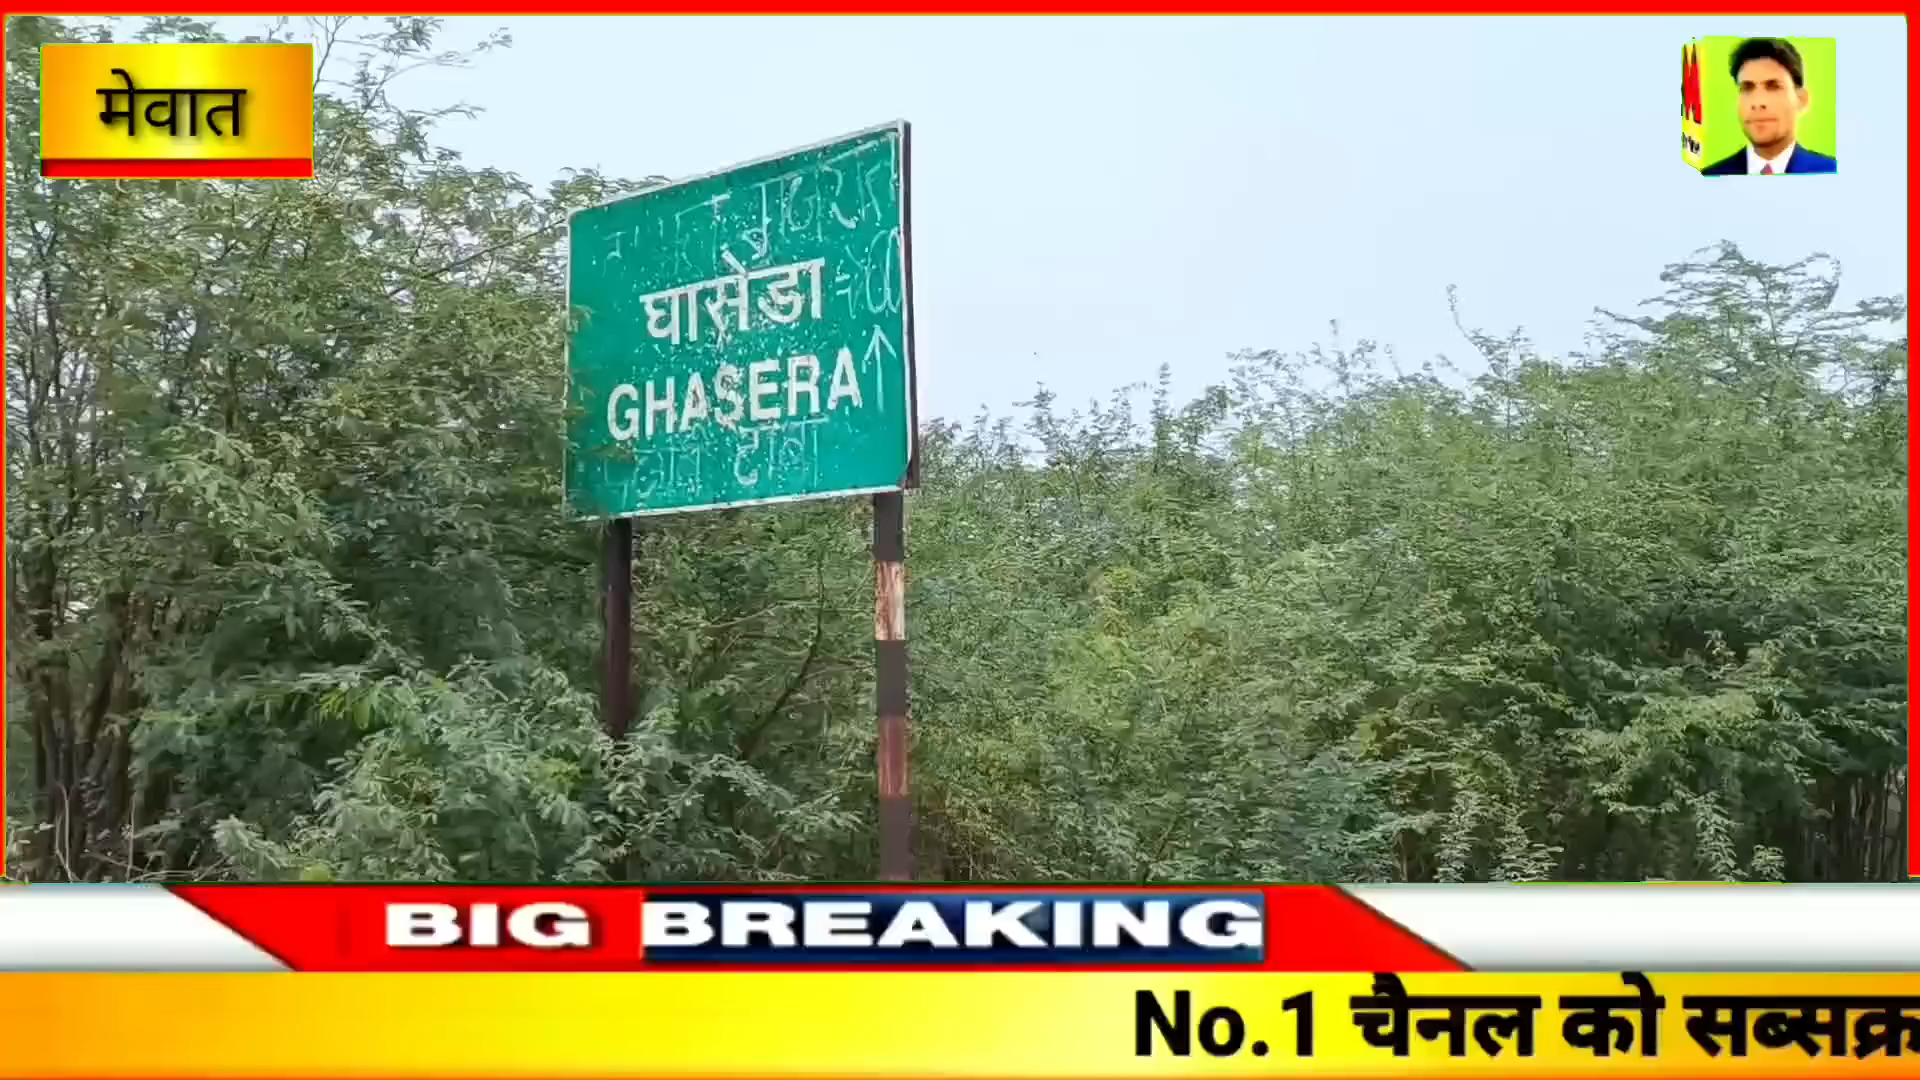 मेवात
घासेडा
GHASERA
BIG BREAKING
No.1 चैनल को सब्सक्र